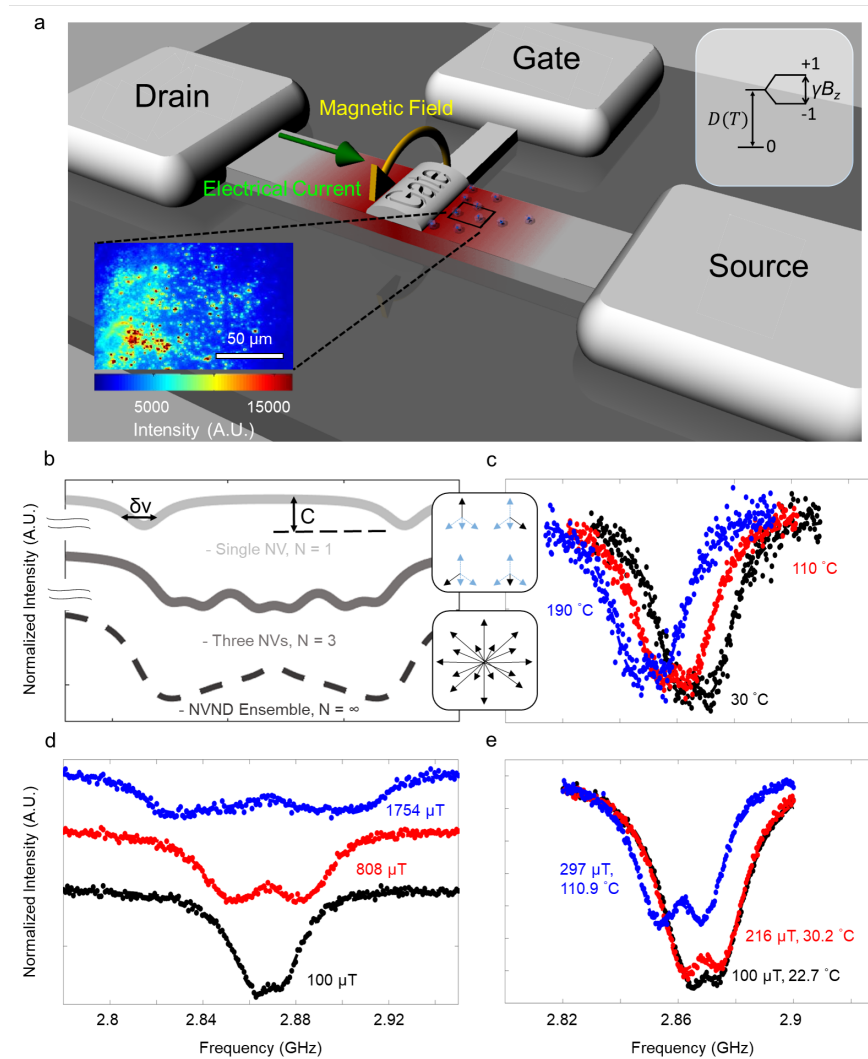 a
Drain
Gate
Source
Magnetic Field
Electrical Current
Gate
+1
γB_z
-1
D(T)
0
50 μm
5000
15000
Intensity (A.U.)
b
Normalized Intensity (A.U.)
δv
C
- Single NV, N = 1
- Three NVs, N = 3
- NVND Ensemble, N = ∞
c
190 °C
110 °C
30 °C
d
Normalized Intensity (A.U.)
1754 μT
808 μT
100 μT
2.8
2.84
2.88
2.92
Frequency (GHz)
e
297 μT,
110.9 °C
216 μT, 30.2 °C
100 μT, 22.7 °C
2.82
2.86
2.9
Frequency (GHz)